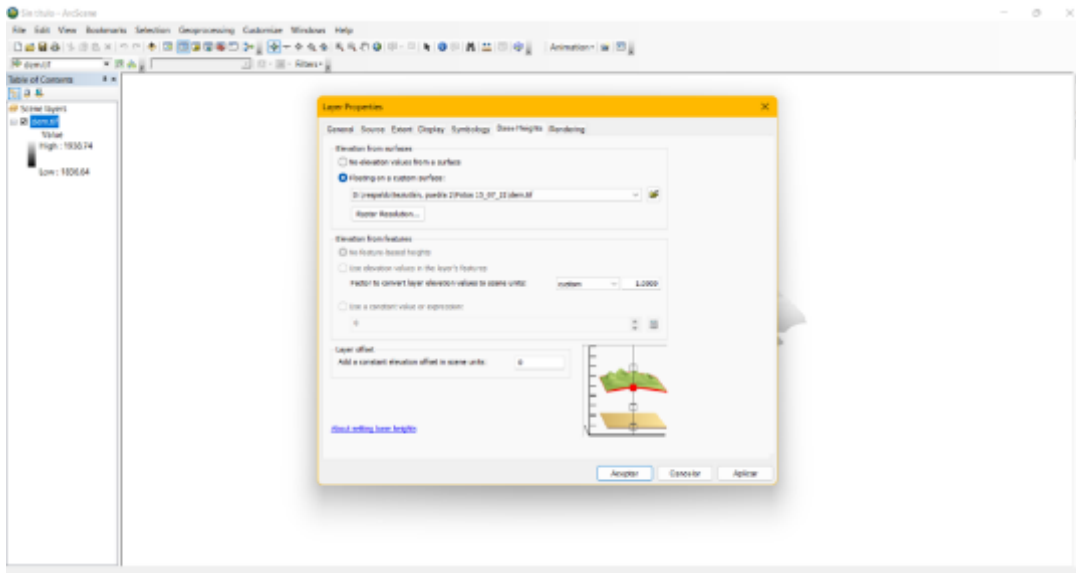 Sin título - ArcScene
File Edit View Bookmarks Selection Geoprocessing Customize Windows Help
Animation
dem.tif
Filters
Table Of Contents
Scene layers
dem.tif
Value
High : 1938.74
Low : 1836.64
Layer Properties
General Source Extent Display Symbology Base Heights Rendering
Elevation from surfaces
No elevation values from a surface
Floating on a custom surface:
dem.tif
Raster Resolution...
Elevation from features
No feature-based heights
Use elevation values in the layer's features
Factor to convert layer elevation values to scene units: custom 1.0000
Use a constant value or expression:
0
Layer offset
Add a constant elevation offset in scene units: 0
About setting base heights
Aceptar Cancelar Aplicar